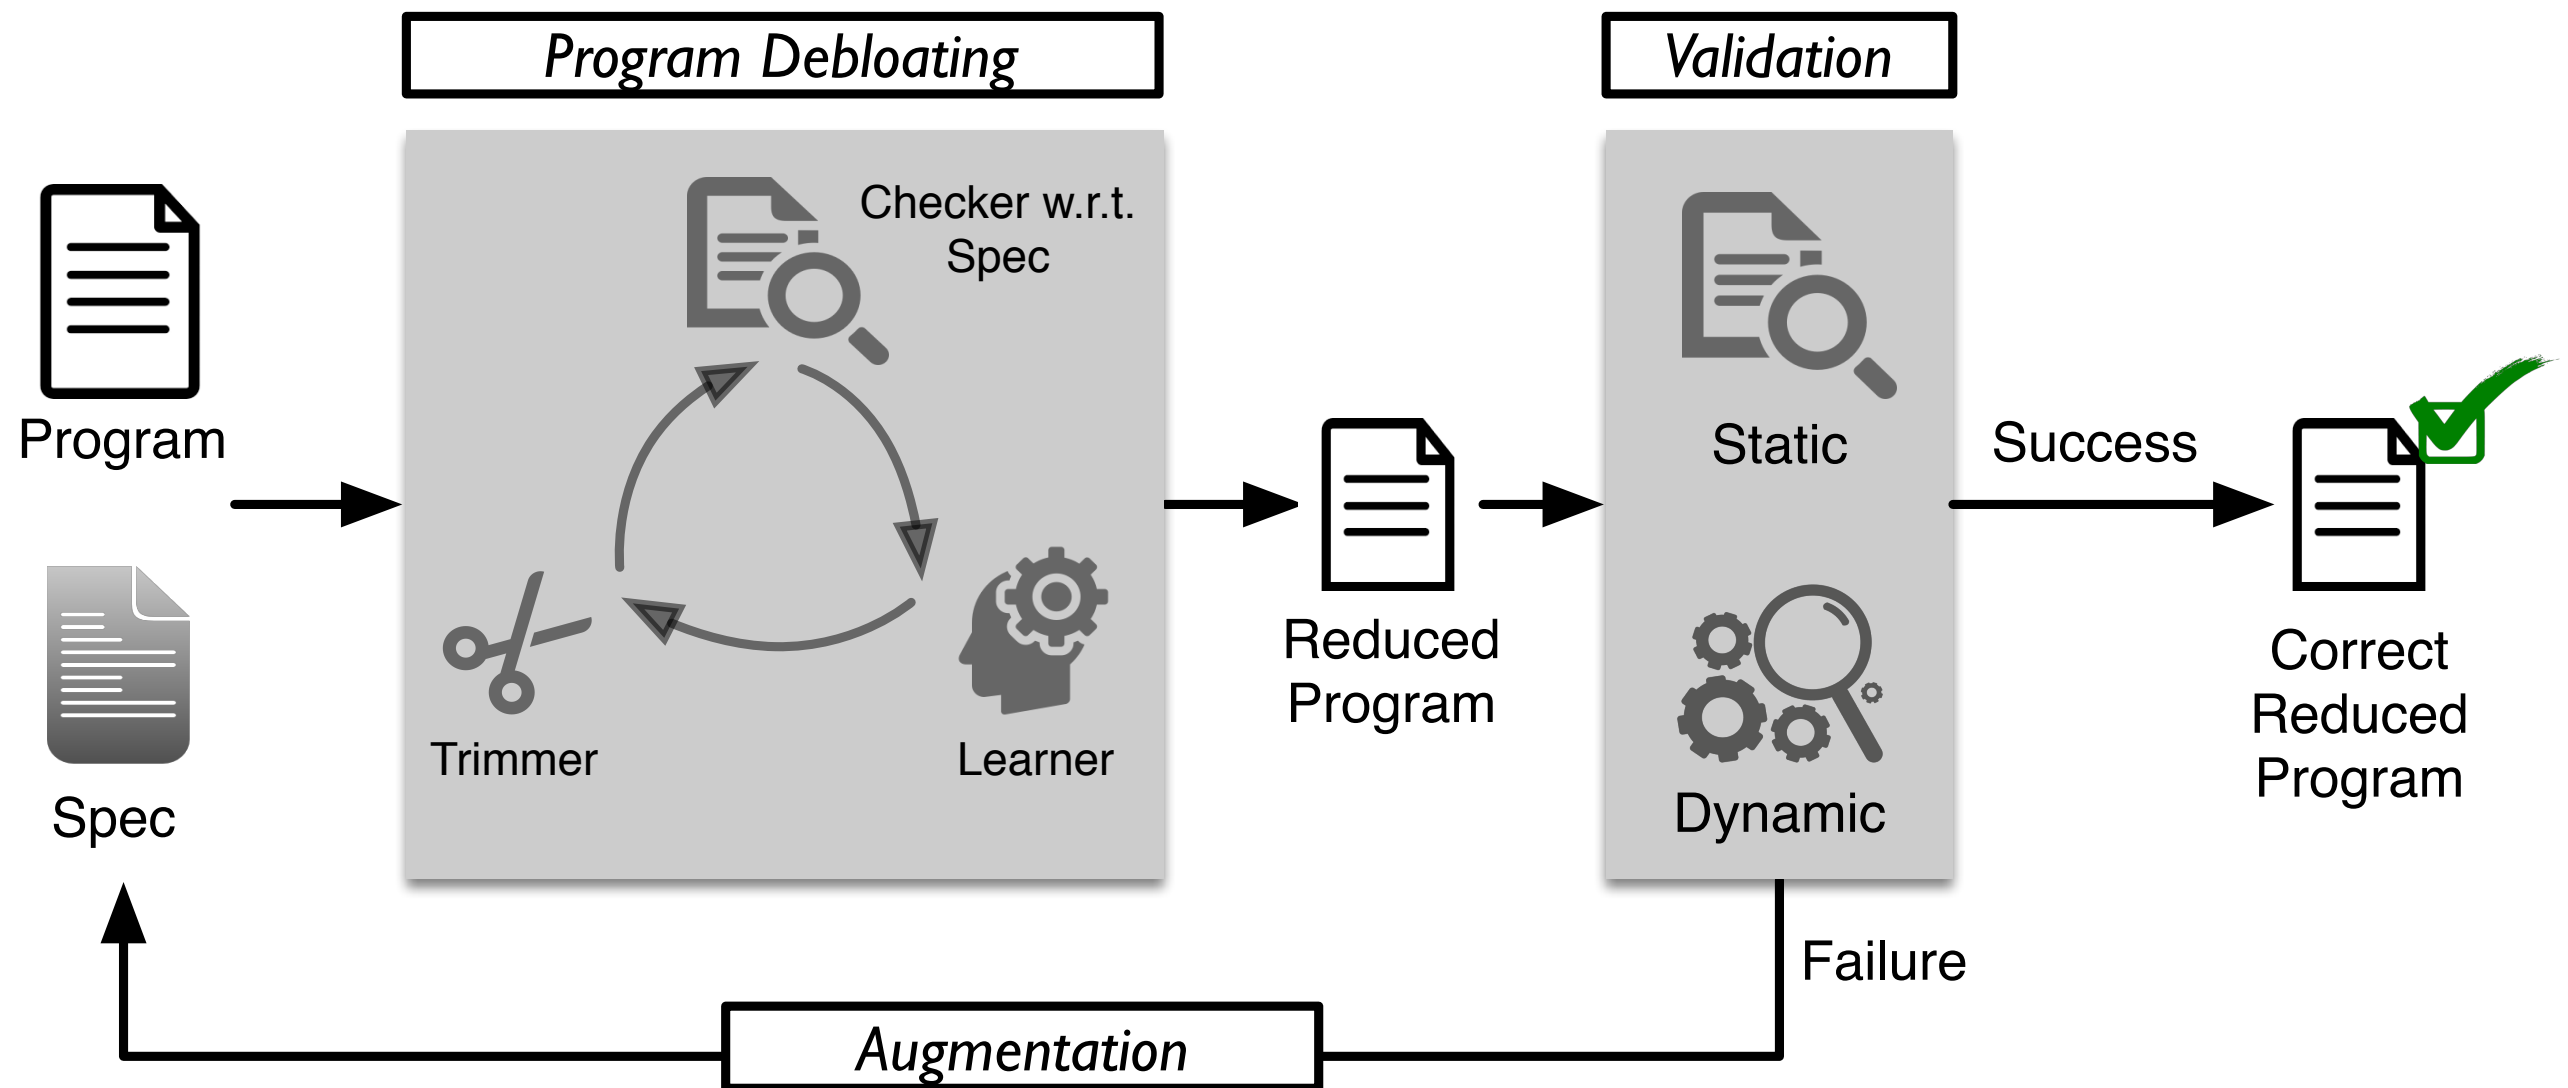 Program Debloating
Validation
Program
Spec
Checker w.r.t.
Spec
Trimmer
Learner
Reduced
Program
Static
Dynamic
Success
Correct
Reduced
Program
Failure
Augmentation